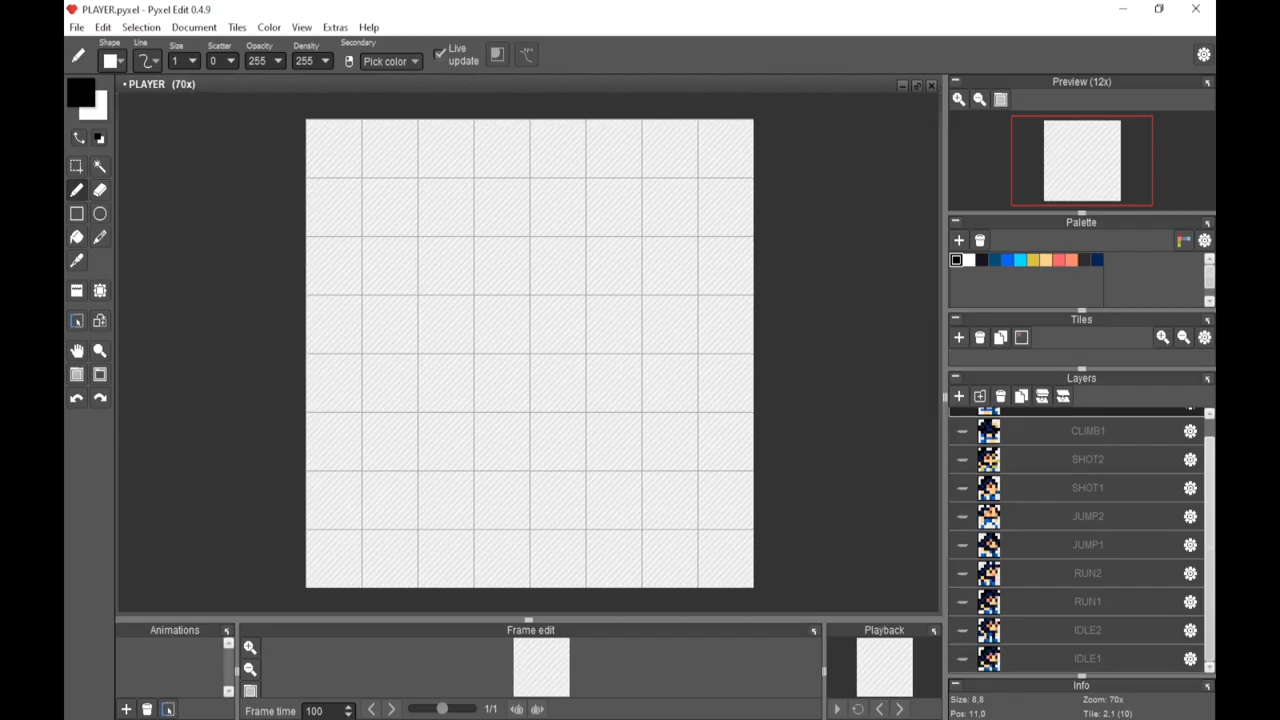 PLAYER.pyxel - Pyxel Edit 0.4.9
File Edit Selection Document Tiles Color View Extras Help
Shape Line Size Scatter Opacity Density Secondary
1 0 255 255 Pick color Live update
• PLAYER (70x)
Preview (12x)
Palette
Tiles
Layers
CLIMB1
SHOT2
SHOT1
JUMP2
JUMP1
RUN2
RUN1
IDLE2
IDLE1
Animations Frame edit Playback
Frame time 100 1/1
Info
Size: 8,8 Zoom: 70x
Pos: 11,0 Tile: 2,1 (10)